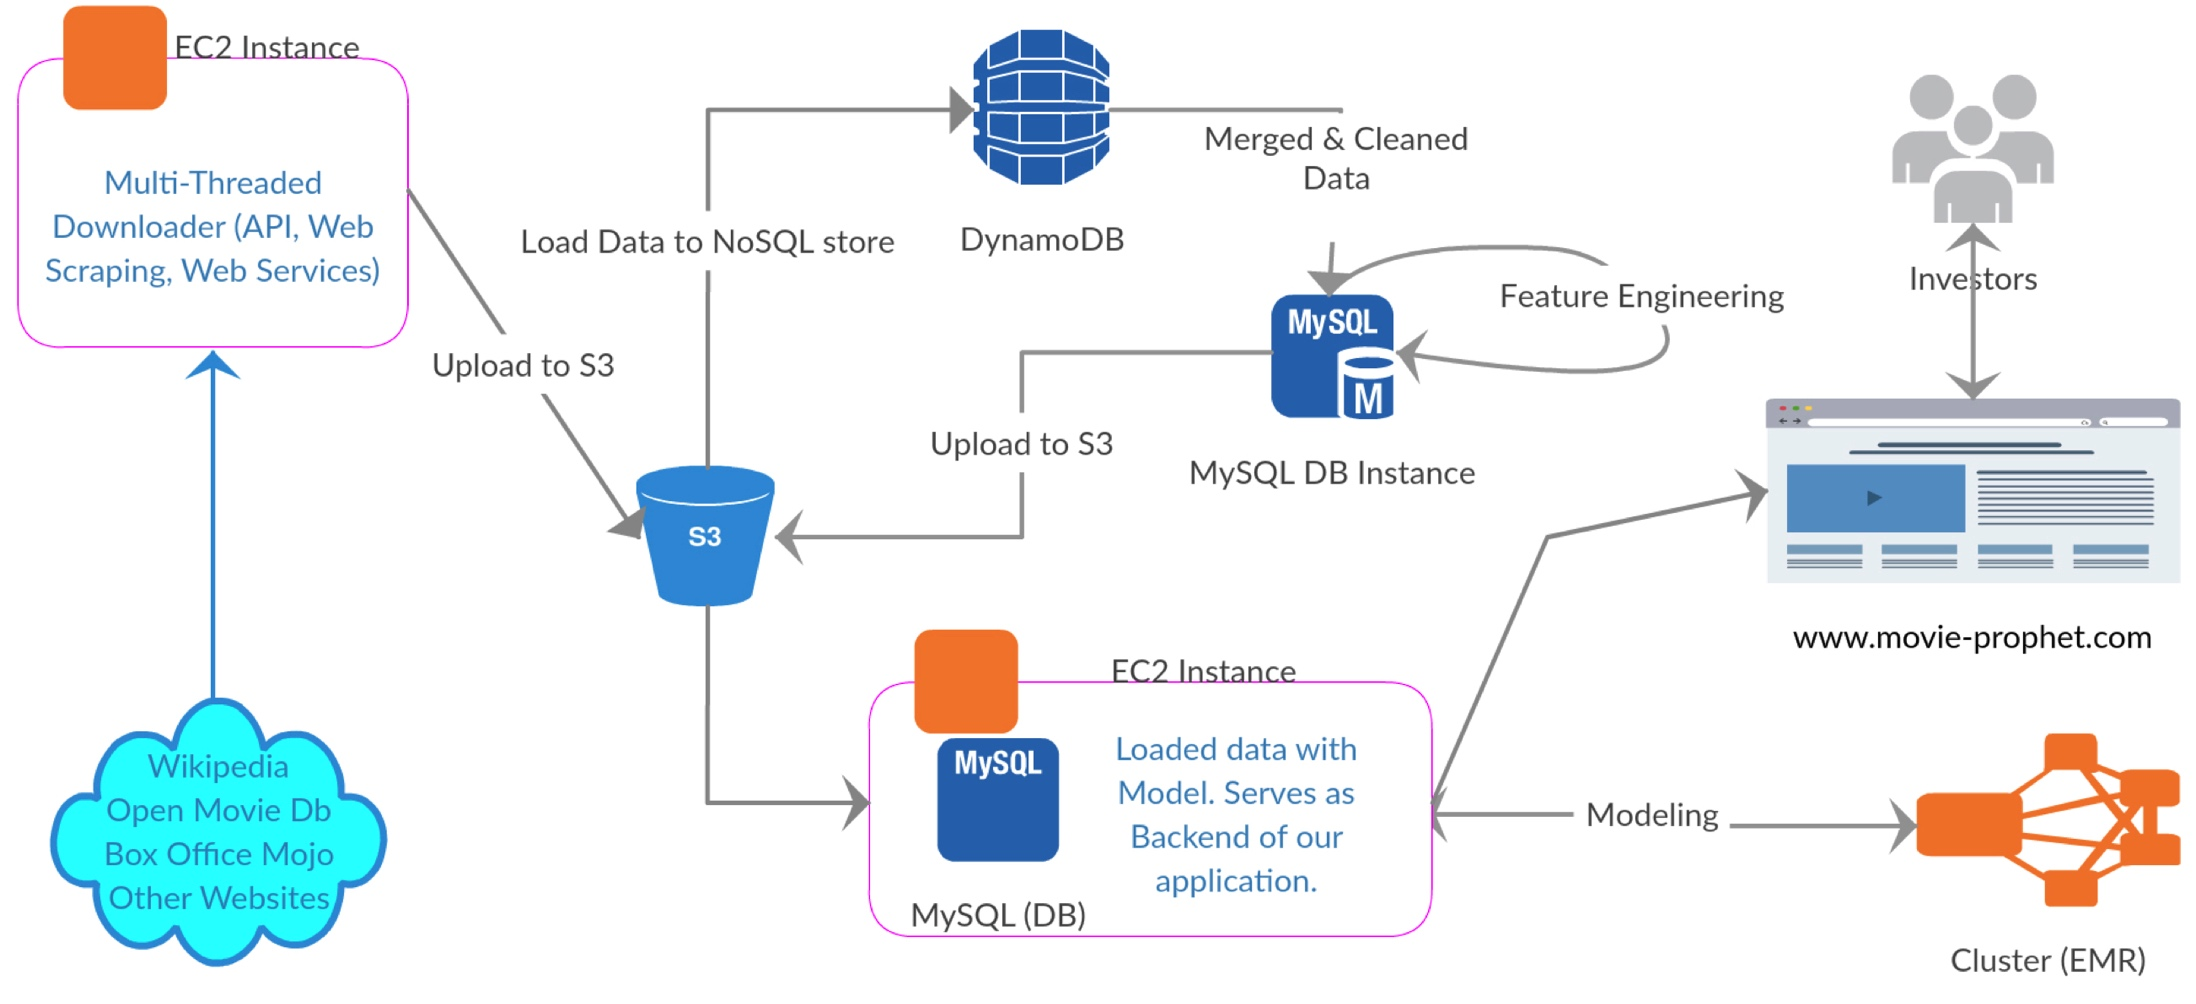 EC2 Instance
Multi-Threaded
Downloader (API, Web
Scraping, Web Services)
Upload to S3
Wikipedia
Open Movie Db
Box Office Mojo
Other Websites
Load Data to NoSQL store
S3
DynamoDB
Merged & Cleaned
Data
Feature Engineering
MySQL
M
MySQL DB Instance
Upload to S3
Investors
www.movie-prophet.com
EC2 Instance
MySQL
MySQL (DB)
Loaded data with
Model. Serves as
Backend of our
application.
Modeling
Cluster (EMR)